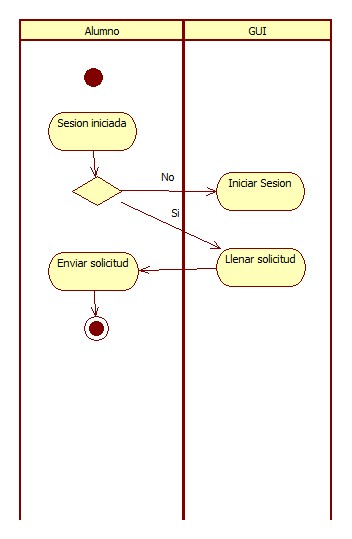 Alumno
GUI
Sesion iniciada
No
Iniciar Sesion
Si
Enviar solicitud
Llenar solicitud